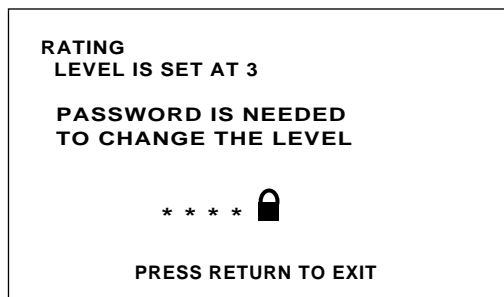 RATING
LEVEL IS SET AT 3
PASSWORD IS NEEDED
TO CHANGE THE LEVEL
* * * *
PRESS RETURN TO EXIT